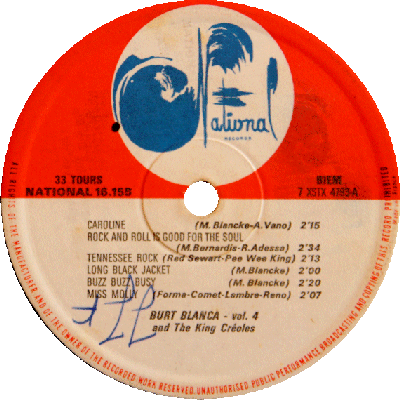 National
RECORDS
33 TOURS
NATIONAL 16.155
BIEM
7 XSTX 4793-A
CAROLINE (M.Blancke-A.Vano) 2'15
ROCK AND ROLL IS GOOD FOR THE SOUL
(M.Bernardis-R.Adessa) 2'34
TENNESSEE ROCK (Red Sewart-Pee Wee King) 2'13
LONG BLACK JACKET (M.Blancke) 2'00
BUZZ BUZZ BUSY (M.Blancke) 2'20
MISS MOLLY (Forma-Comet-Lambre-Reno) 2'07
BURT BLANCA - vol. 4
and The King Créoles
OF THE MANUFACTURER AND OF THE OWNER OF THE RECORDED WORK RESERVED. UNAUTHORISED PUBLIC PERFORMANCE BROADCASTING AND COPYING OF THIS RECORD PROHIBITED